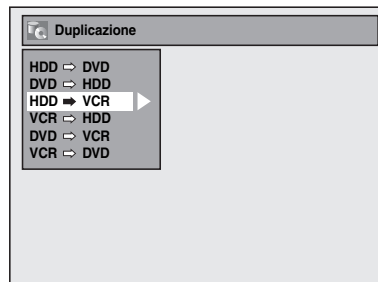 Duplicazione
HDD ⇨ DVD
DVD ⇨ HDD
HDD ➡ VCR
VCR ⇨ HDD
DVD ⇨ VCR
VCR ⇨ DVD